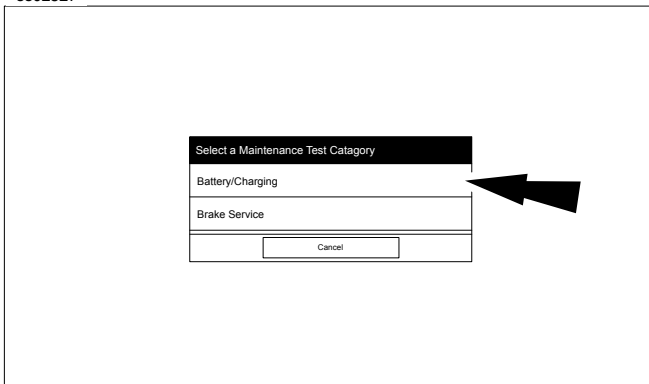 Select a Maintenance Test Catagory
Battery/Charging
Brake Service
Cancel